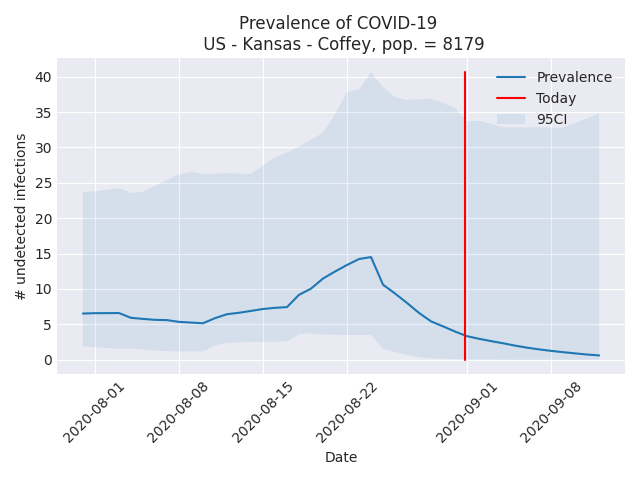 Prevalence of COVID-19
US - Kansas - Coffey, pop. = 8179
Prevalence
Today
95CI
# undetected infections
40
35
30
25
20
15
10
5
0
2020-08-01
2020-08-08
2020-08-15
2020-08-22
2020-09-01
2020-09-08
Date